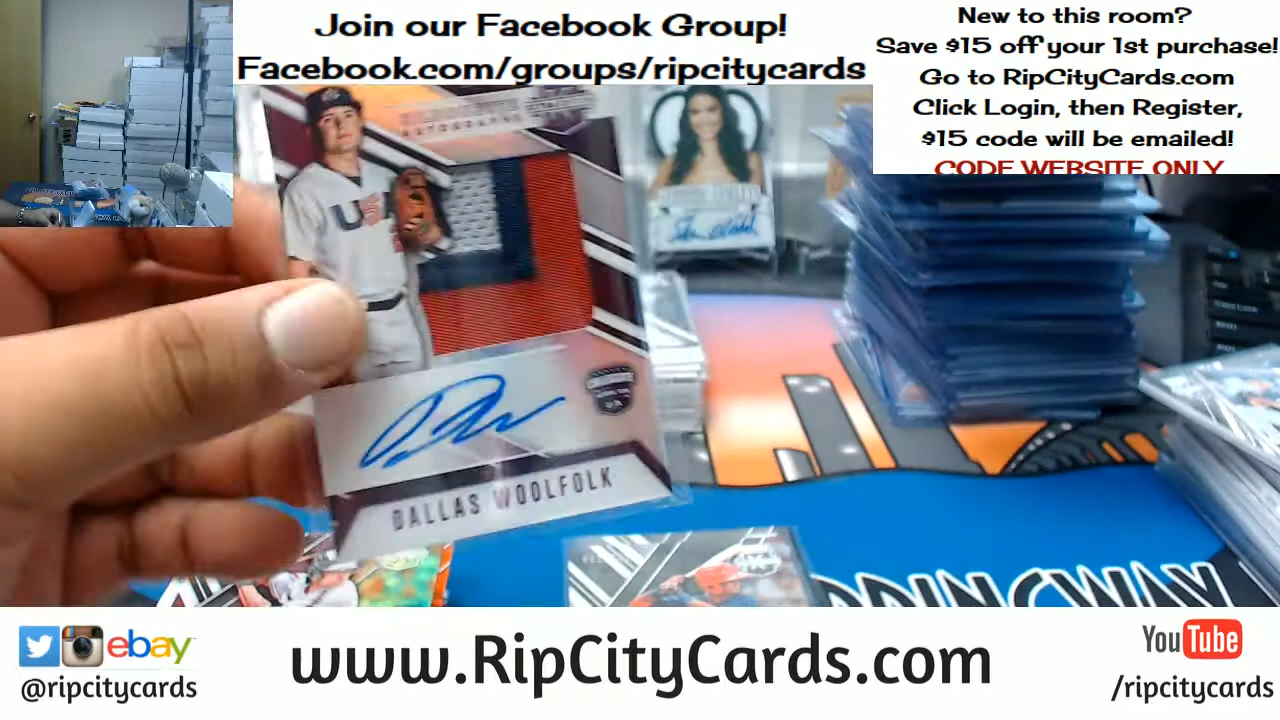 Join our Facebook Group!
Facebook.com/groups/ripcitycards
New to this room?
Save $15 off your 1st purchase!
Go to RipCityCards.com
Click Login, then Register,
$15 code will be emailed!
CODE WEBSITE ONLY
USA
DALLAS WOOLFOLK
ebay
@ripcitycards
www.RipCityCards.com
YouTube
/ripcitycards